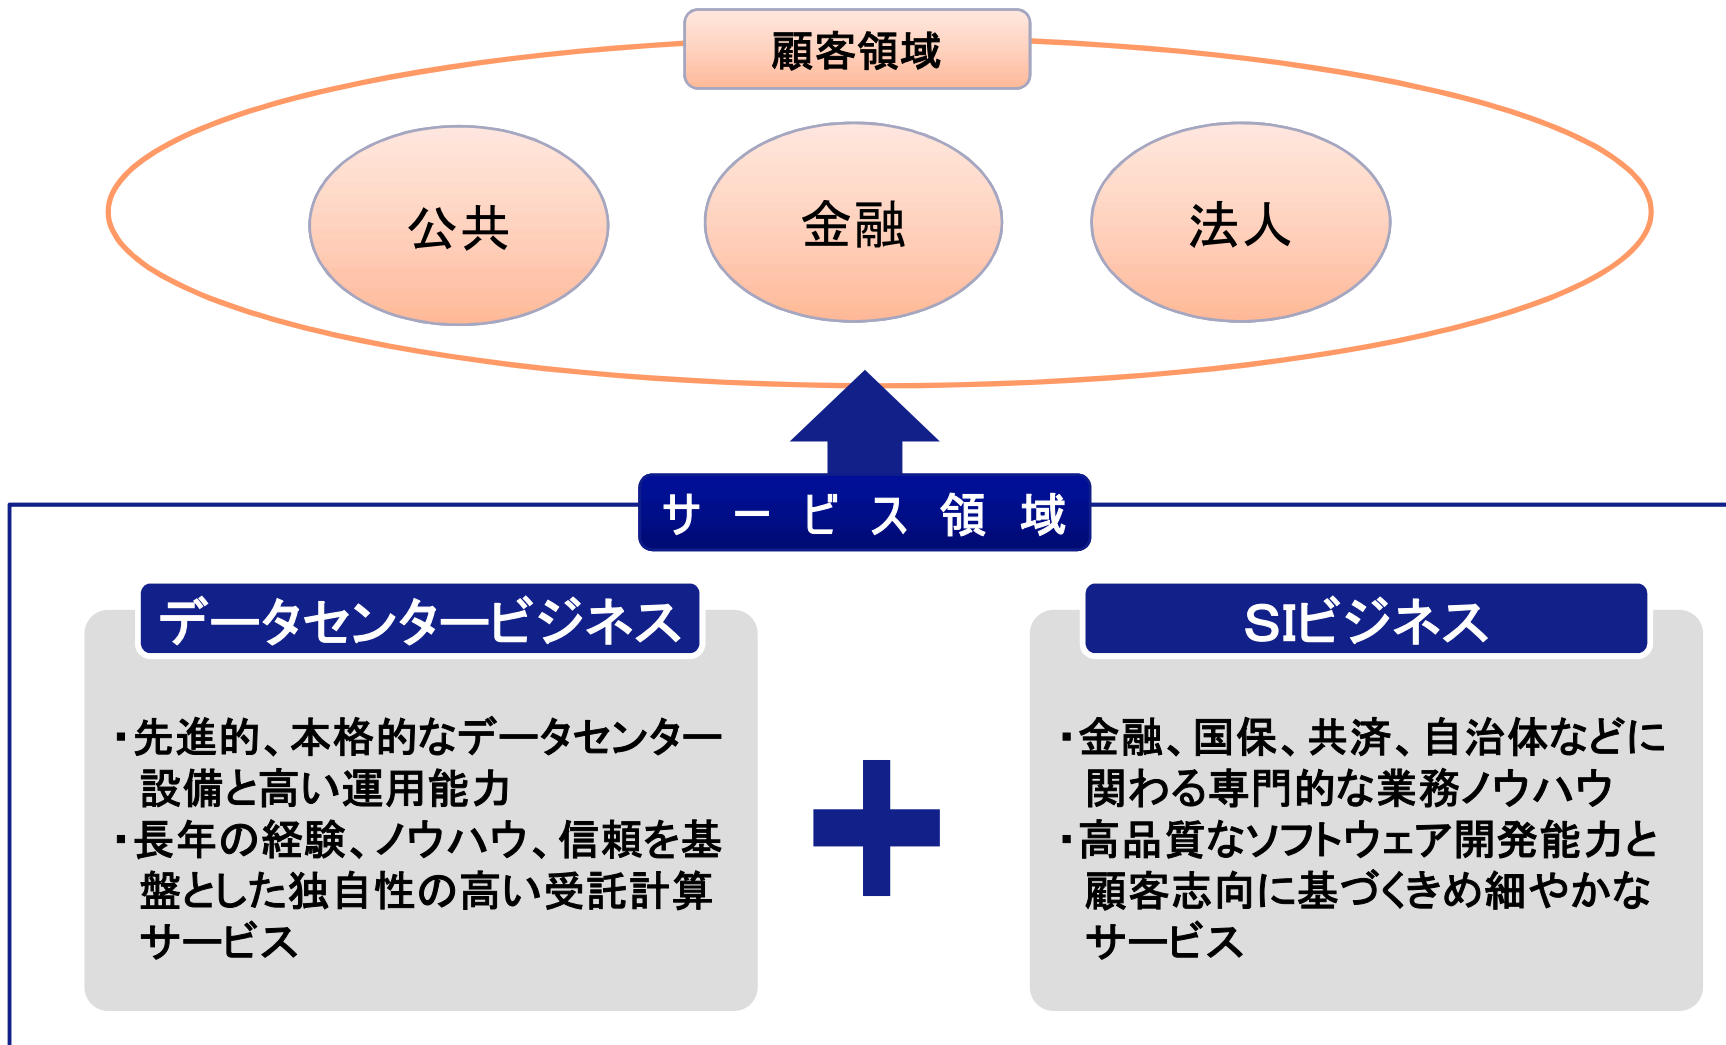 顧客領域
公共
金融
法人
サービス領域
データセンタービジネス
・先進的、本格的なデータセンター
設備と高い運用能力
・長年の経験、ノウハウ、信頼を基
盤とした独自性の高い受託計算
サービス
SIビジネス
・金融、国保、共済、自治体などに
関わる専門的な業務ノウハウ
・高品質なソフトウェア開発能力と
顧客志向に基づくきめ細やかな
サービス